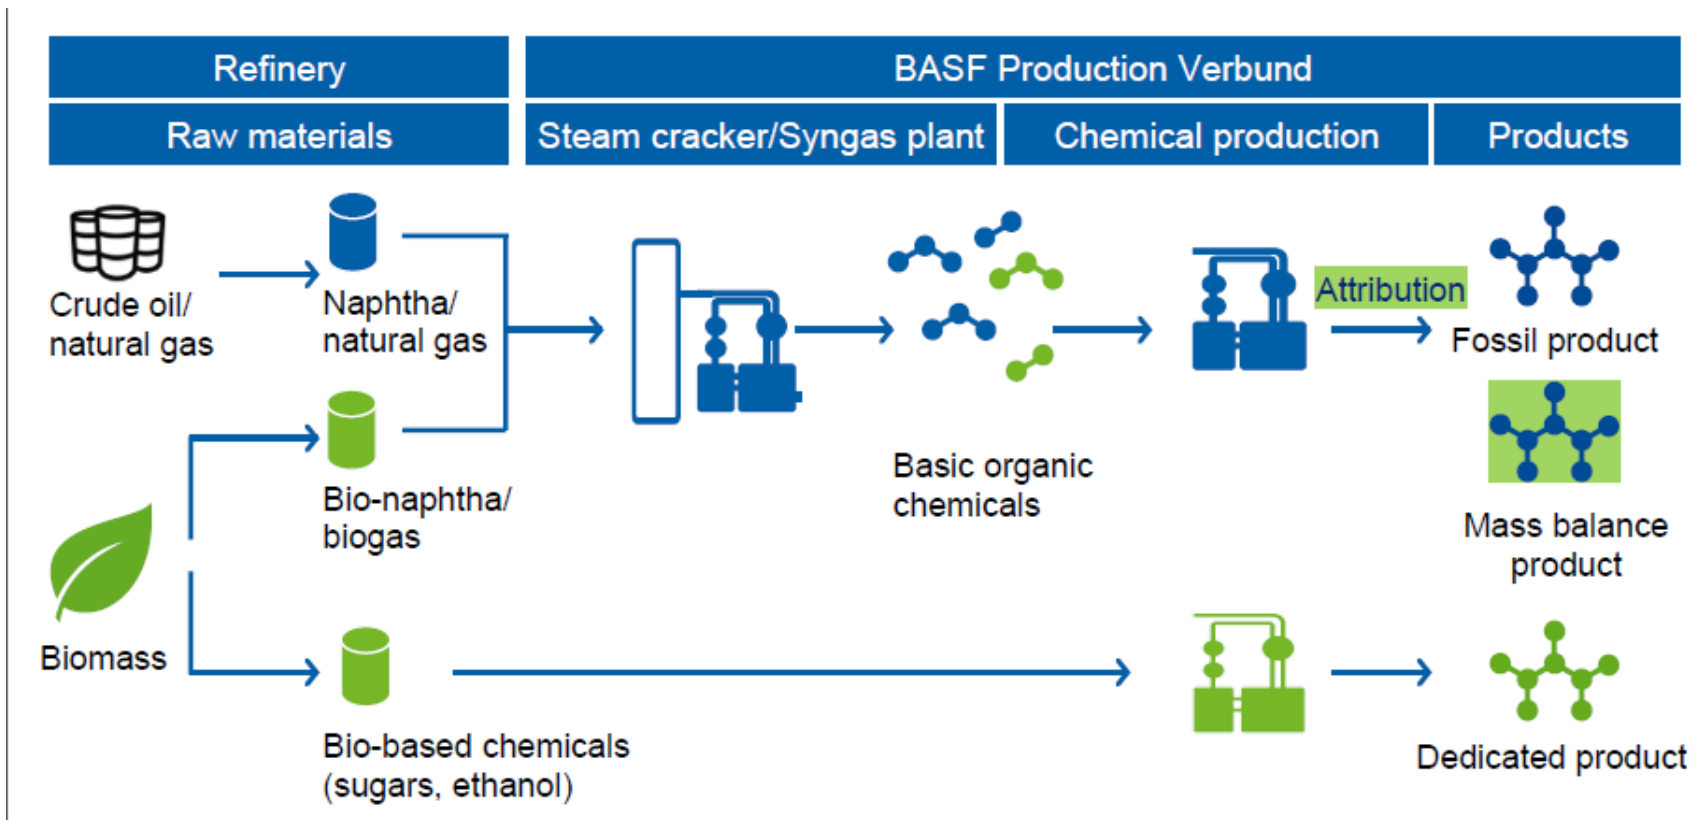 Refinery
BASF Production Verbund
Raw materials
Steam cracker/Syngas plant
Chemical production
Products
Crude oil/
natural gas
Naphtha/
natural gas
Attribution
Fossil product
Bio-naphtha/
biogas
Basic organic
chemicals
Mass balance
product
Biomass
Bio-based chemicals
(sugars, ethanol)
Dedicated product